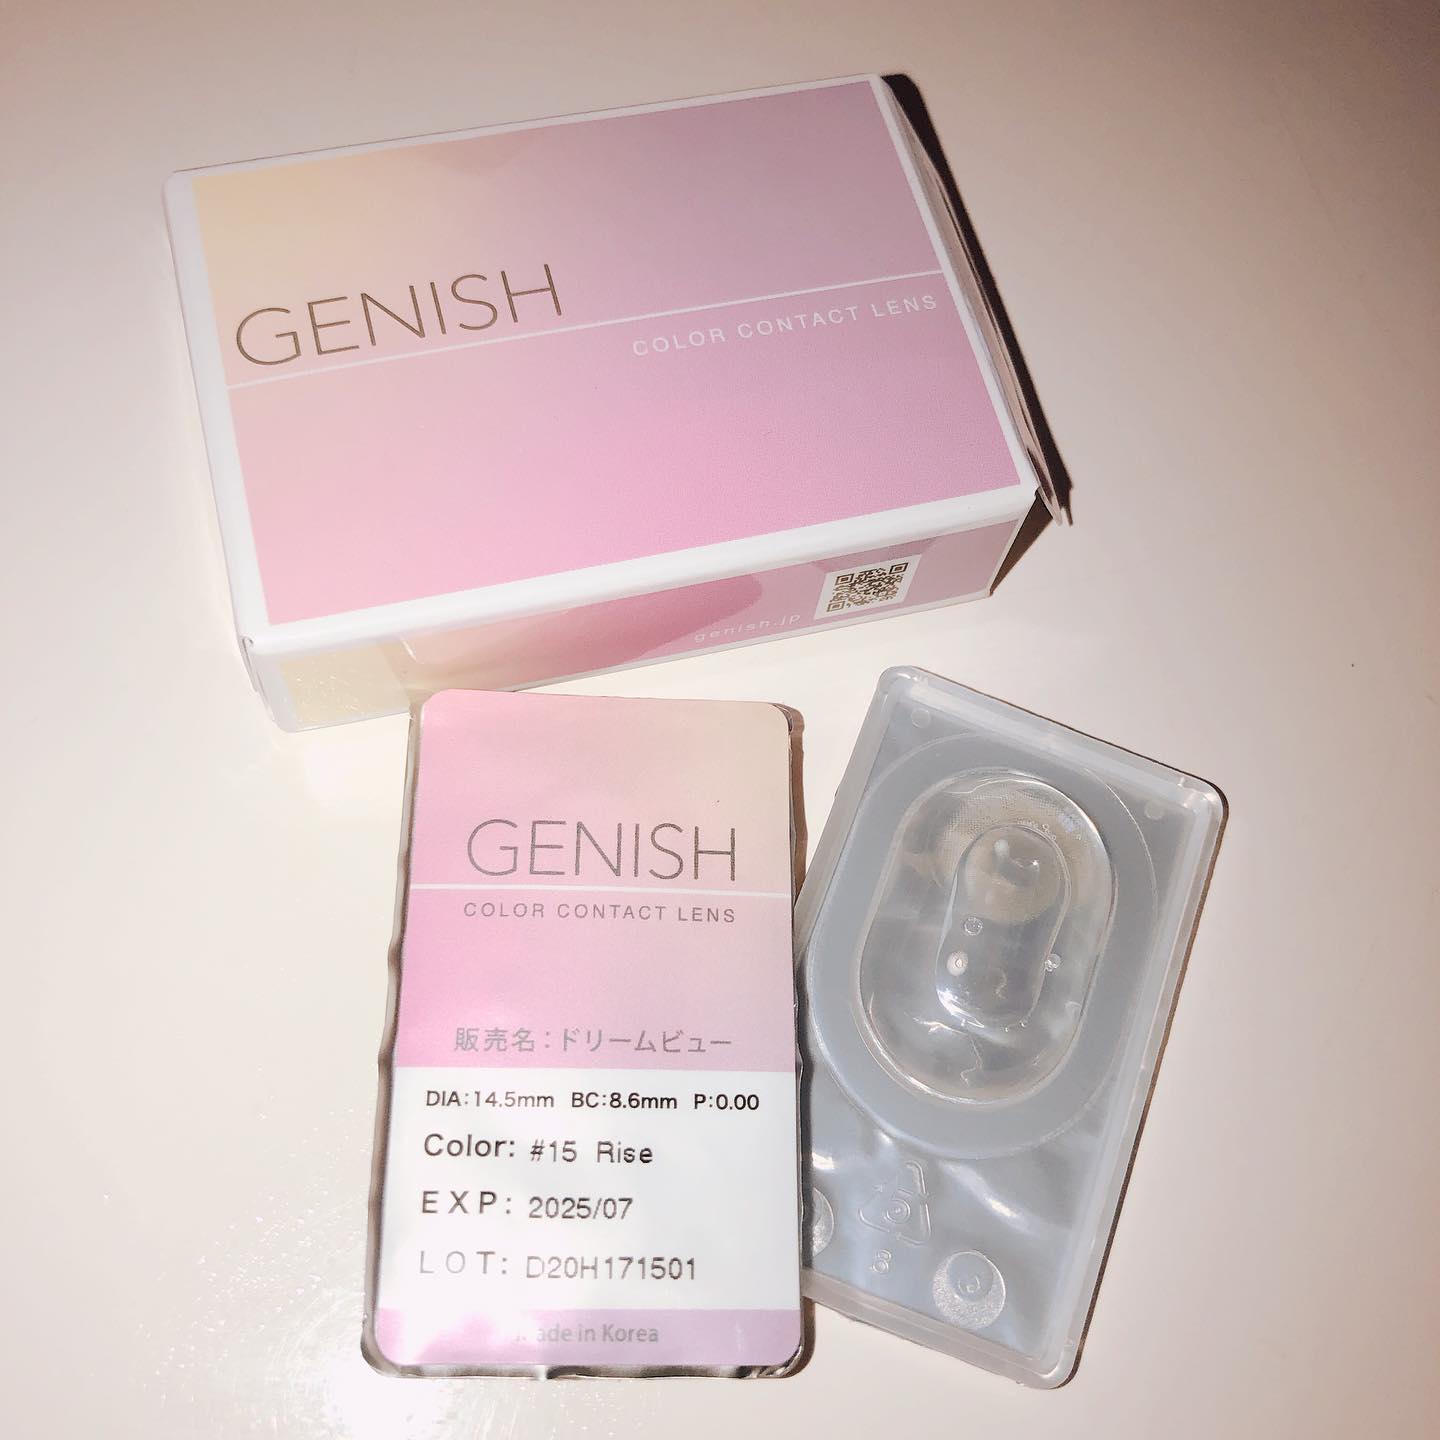 GENISH
COLOR CONTACT LENS
genish.jp
GENISH
COLOR CONTACT LENS
販売名:ドリームビュー
DIA:14.5mm BC:8.6mm P:0.00
Color: #15 Rise
EXP: 2025/07
LOT: D20H171501
Made in Korea
8